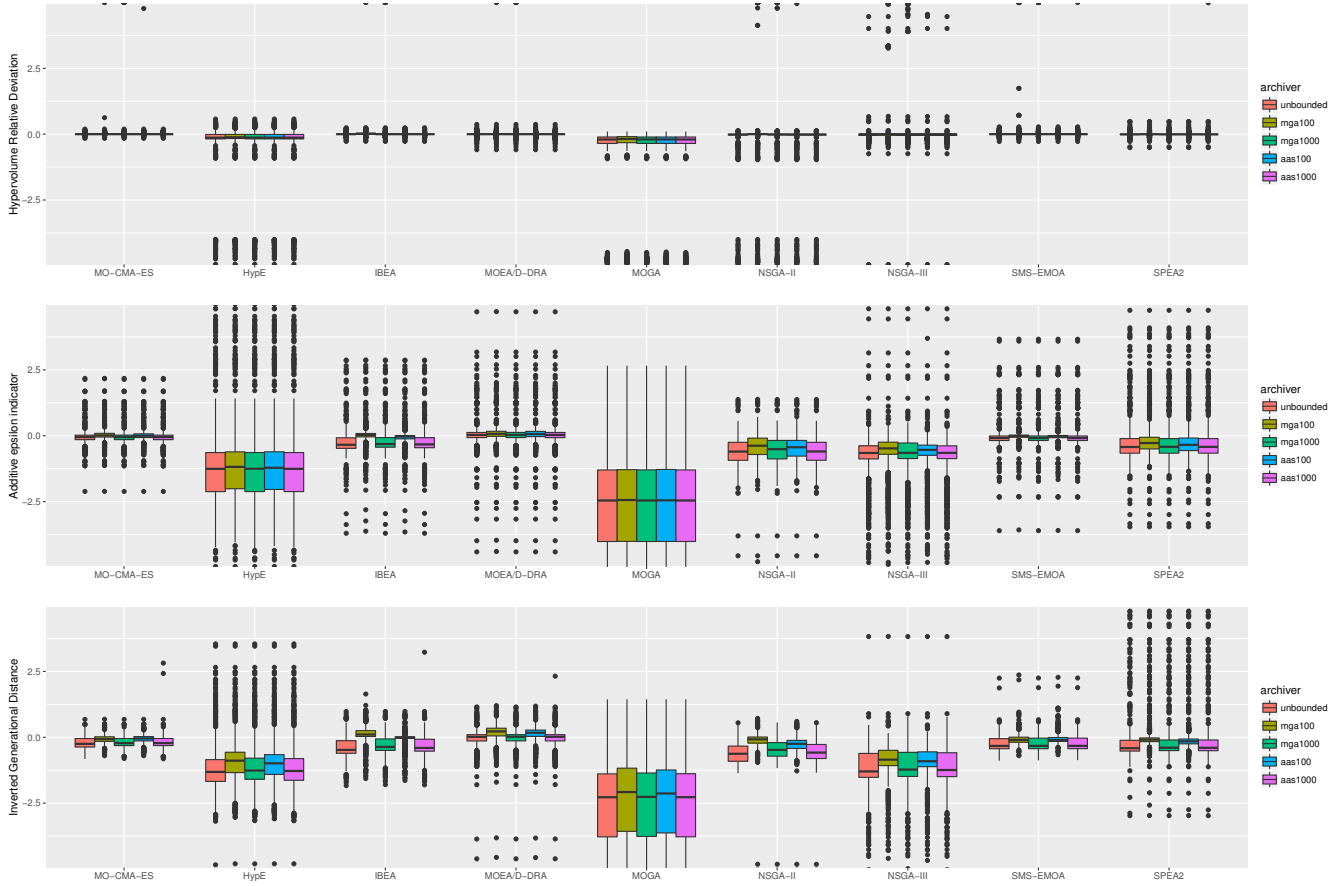 Hypervolume Relative Deviation
2.5
0.0
−2.5
MO−CMA−ES HypE IBEA MOEA/D−DRA MOGA NSGA−II NSGA−III SMS−EMOA SPEA2
archiver
unbounded
mga100
mga1000
aas100
aas1000
Additive epsilon indicator
2.5
0.0
−2.5
MO−CMA−ES HypE IBEA MOEA/D−DRA MOGA NSGA−II NSGA−III SMS−EMOA SPEA2
archiver
unbounded
mga100
mga1000
aas100
aas1000
Inverted Generational Distance
2.5
0.0
−2.5
MO−CMA−ES HypE IBEA MOEA/D−DRA MOGA NSGA−II NSGA−III SMS−EMOA SPEA2
archiver
unbounded
mga100
mga1000
aas100
aas1000